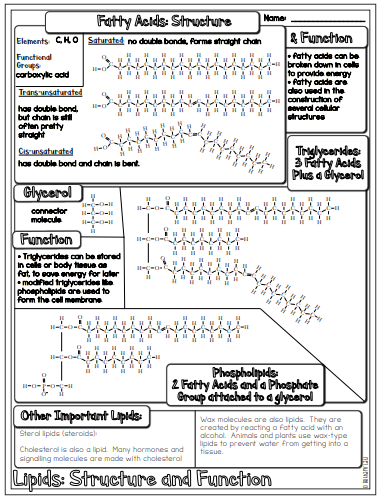 Fatty Acids: Structure
Name:
Elements: C, H, O
Functional
Groups:
carboxylic acid
Saturated: no double bonds, forms straight chain
Trans-unsaturated
has double bond,
but chain is still
often pretty
straight
Cis-unsaturated
has double bond and chain is bent.
& Function
• Fatty acids can be
broken down in cells
to provide energy
• Fatty acids are
also used in the
construction of
several cellular
structures
Triglycerides:
3 Fatty Acids
Plus a Glycerol
Glycerol
connector
molecule
Function
• Triglycerides can be stored
in cells or body tissue as
fat, to save energy for later
• modified triglycerides like
phospholipids are used to
form the cell membrane
Phospholipids:
2 Fatty Acids and a Phosphate
Group attached to a glycerol
Other Important Lipids:
Sterol lipids (steroids):
Cholesterol is also a lipid. Many hormones and
signalling molecules are made with cholesterol
Wax molecules are also lipids. They are
created by reacting a fatty acid with an
alcohol. Animals and plants use wax-type
lipids to prevent water from getting into a
tissue.
Lipids: Structure and Function